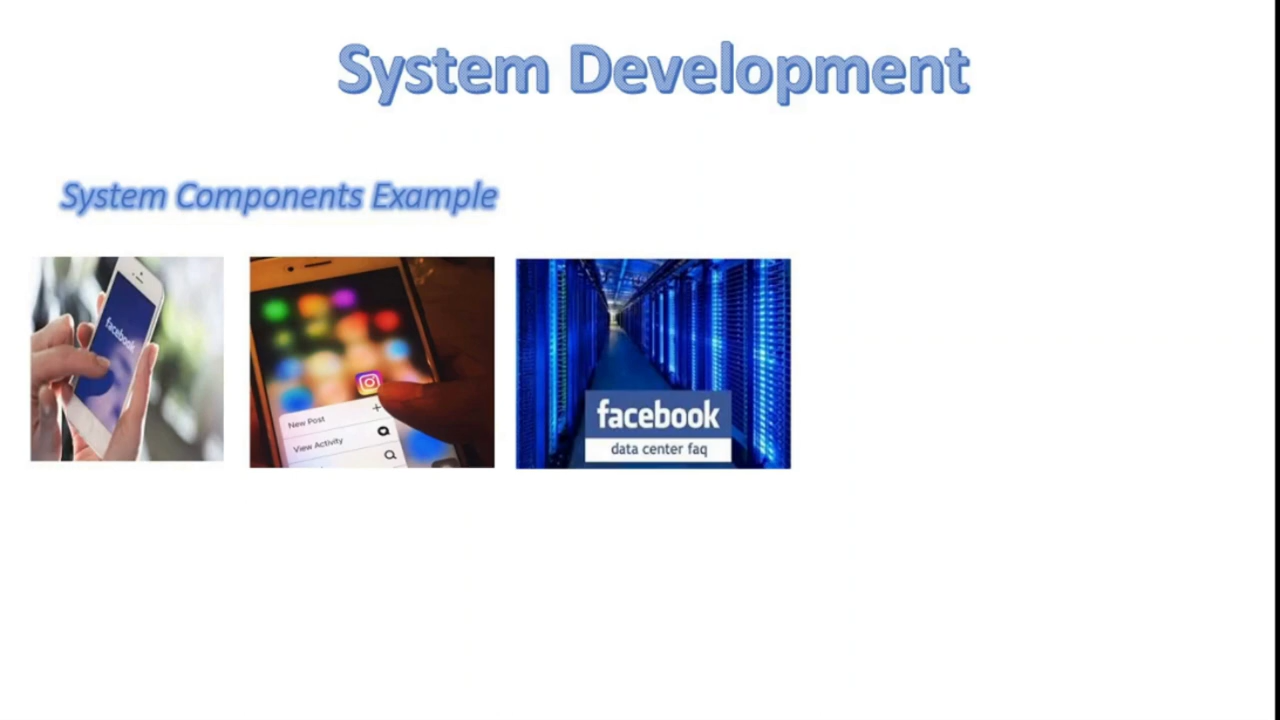 System Development
System Components Example
facebook
New Post
View Activity
facebook
data center faq